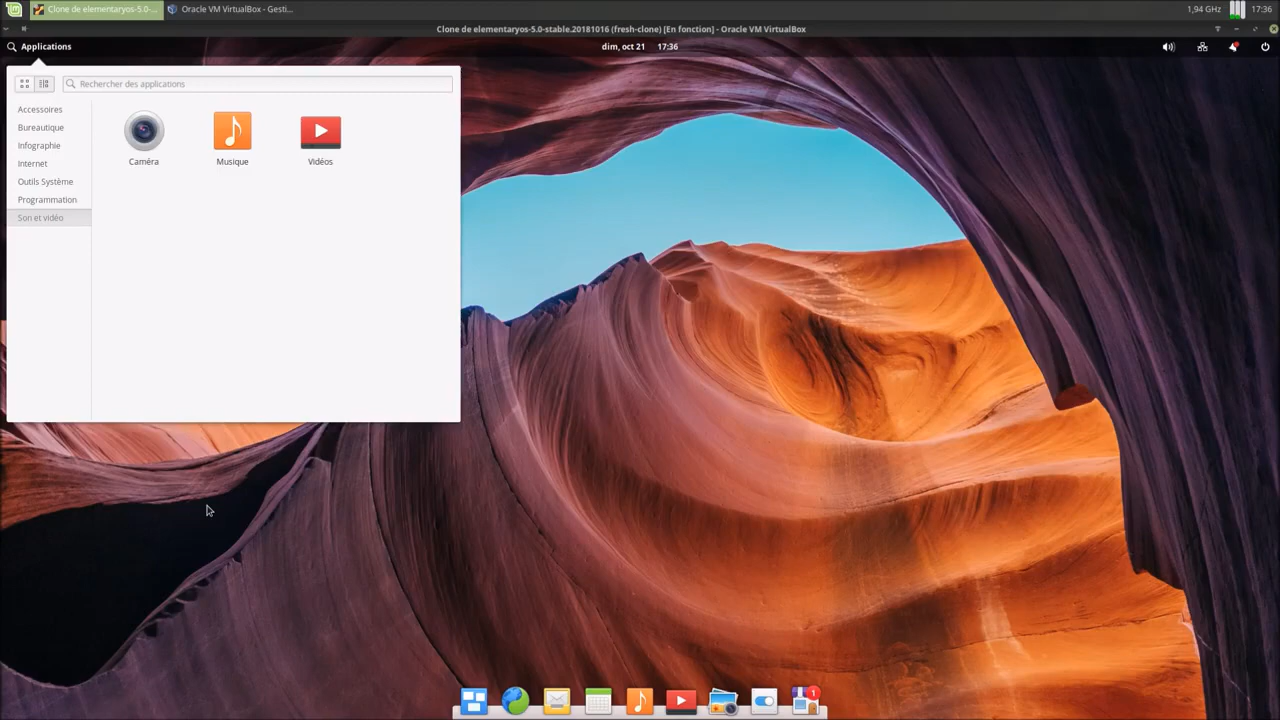 Clone de elementaryos-5.0-...
Oracle VM VirtualBox - Gesti...
1,94 GHz
17:36
Clone de elementaryos-5.0-stable.20181016 (fresh-clone) [En fonction] - Oracle VM VirtualBox
Applications
dim, oct 21 17:36
Rechercher des applications
Accessoires
Bureautique
Infographie
Internet
Outils Système
Programmation
Son et vidéo
Caméra
Musique
Vidéos
1